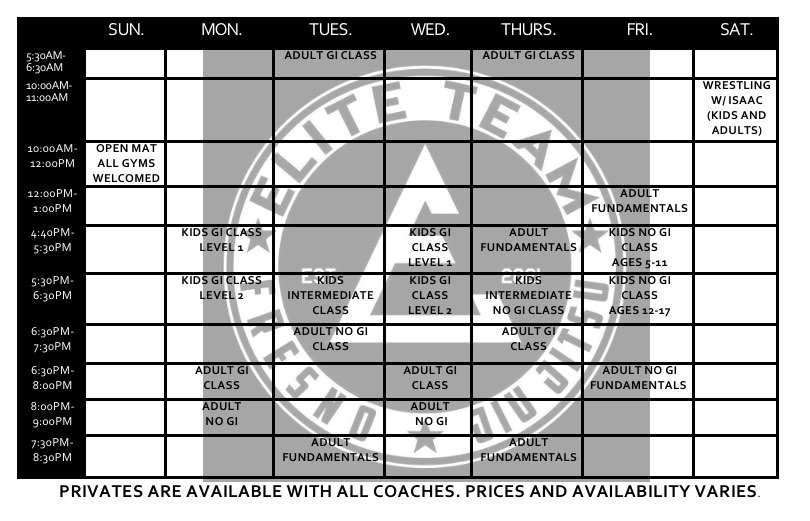 SUN. MON. TUES. WED. THURS. FRI. SAT.
5:30AM-
6:30AM
ADULT GI CLASS
ADULT GI CLASS
10:00AM-
11:00AM
WRESTLING
W/ ISAAC
(KIDS AND
ADULTS)
10:00AM-
12:00PM
OPEN MAT
ALL GYMS
WELCOMED
12:00PM-
1:00PM
ADULT
FUNDAMENTALS
4:40PM-
5:30PM
KIDS GI CLASS
LEVEL 1
KIDS GI
CLASS
LEVEL 1
ADULT
FUNDAMENTALS
KIDS NO GI
CLASS
AGES 5-11
5:30PM-
6:30PM
KIDS GI CLASS
LEVEL 2
KIDS
INTERMEDIATE
CLASS
KIDS GI
CLASS
LEVEL 2
KIDS
INTERMEDIATE
NO GI CLASS
KIDS NO GI
CLASS
AGES 12-17
6:30PM-
7:30PM
ADULT NO GI
CLASS
ADULT GI
CLASS
6:30PM-
8:00PM
ADULT GI
CLASS
ADULT GI
CLASS
ADULT NO GI
FUNDAMENTALS
8:00PM-
9:00PM
ADULT
NO GI
ADULT
NO GI
7:30PM-
8:30PM
ADULT
FUNDAMENTALS
ADULT
FUNDAMENTALS
ELITE TEAM
EST
FRESNO
JIU JITSU
PRIVATES ARE AVAILABLE WITH ALL COACHES. PRICES AND AVAILABILITY VARIES.